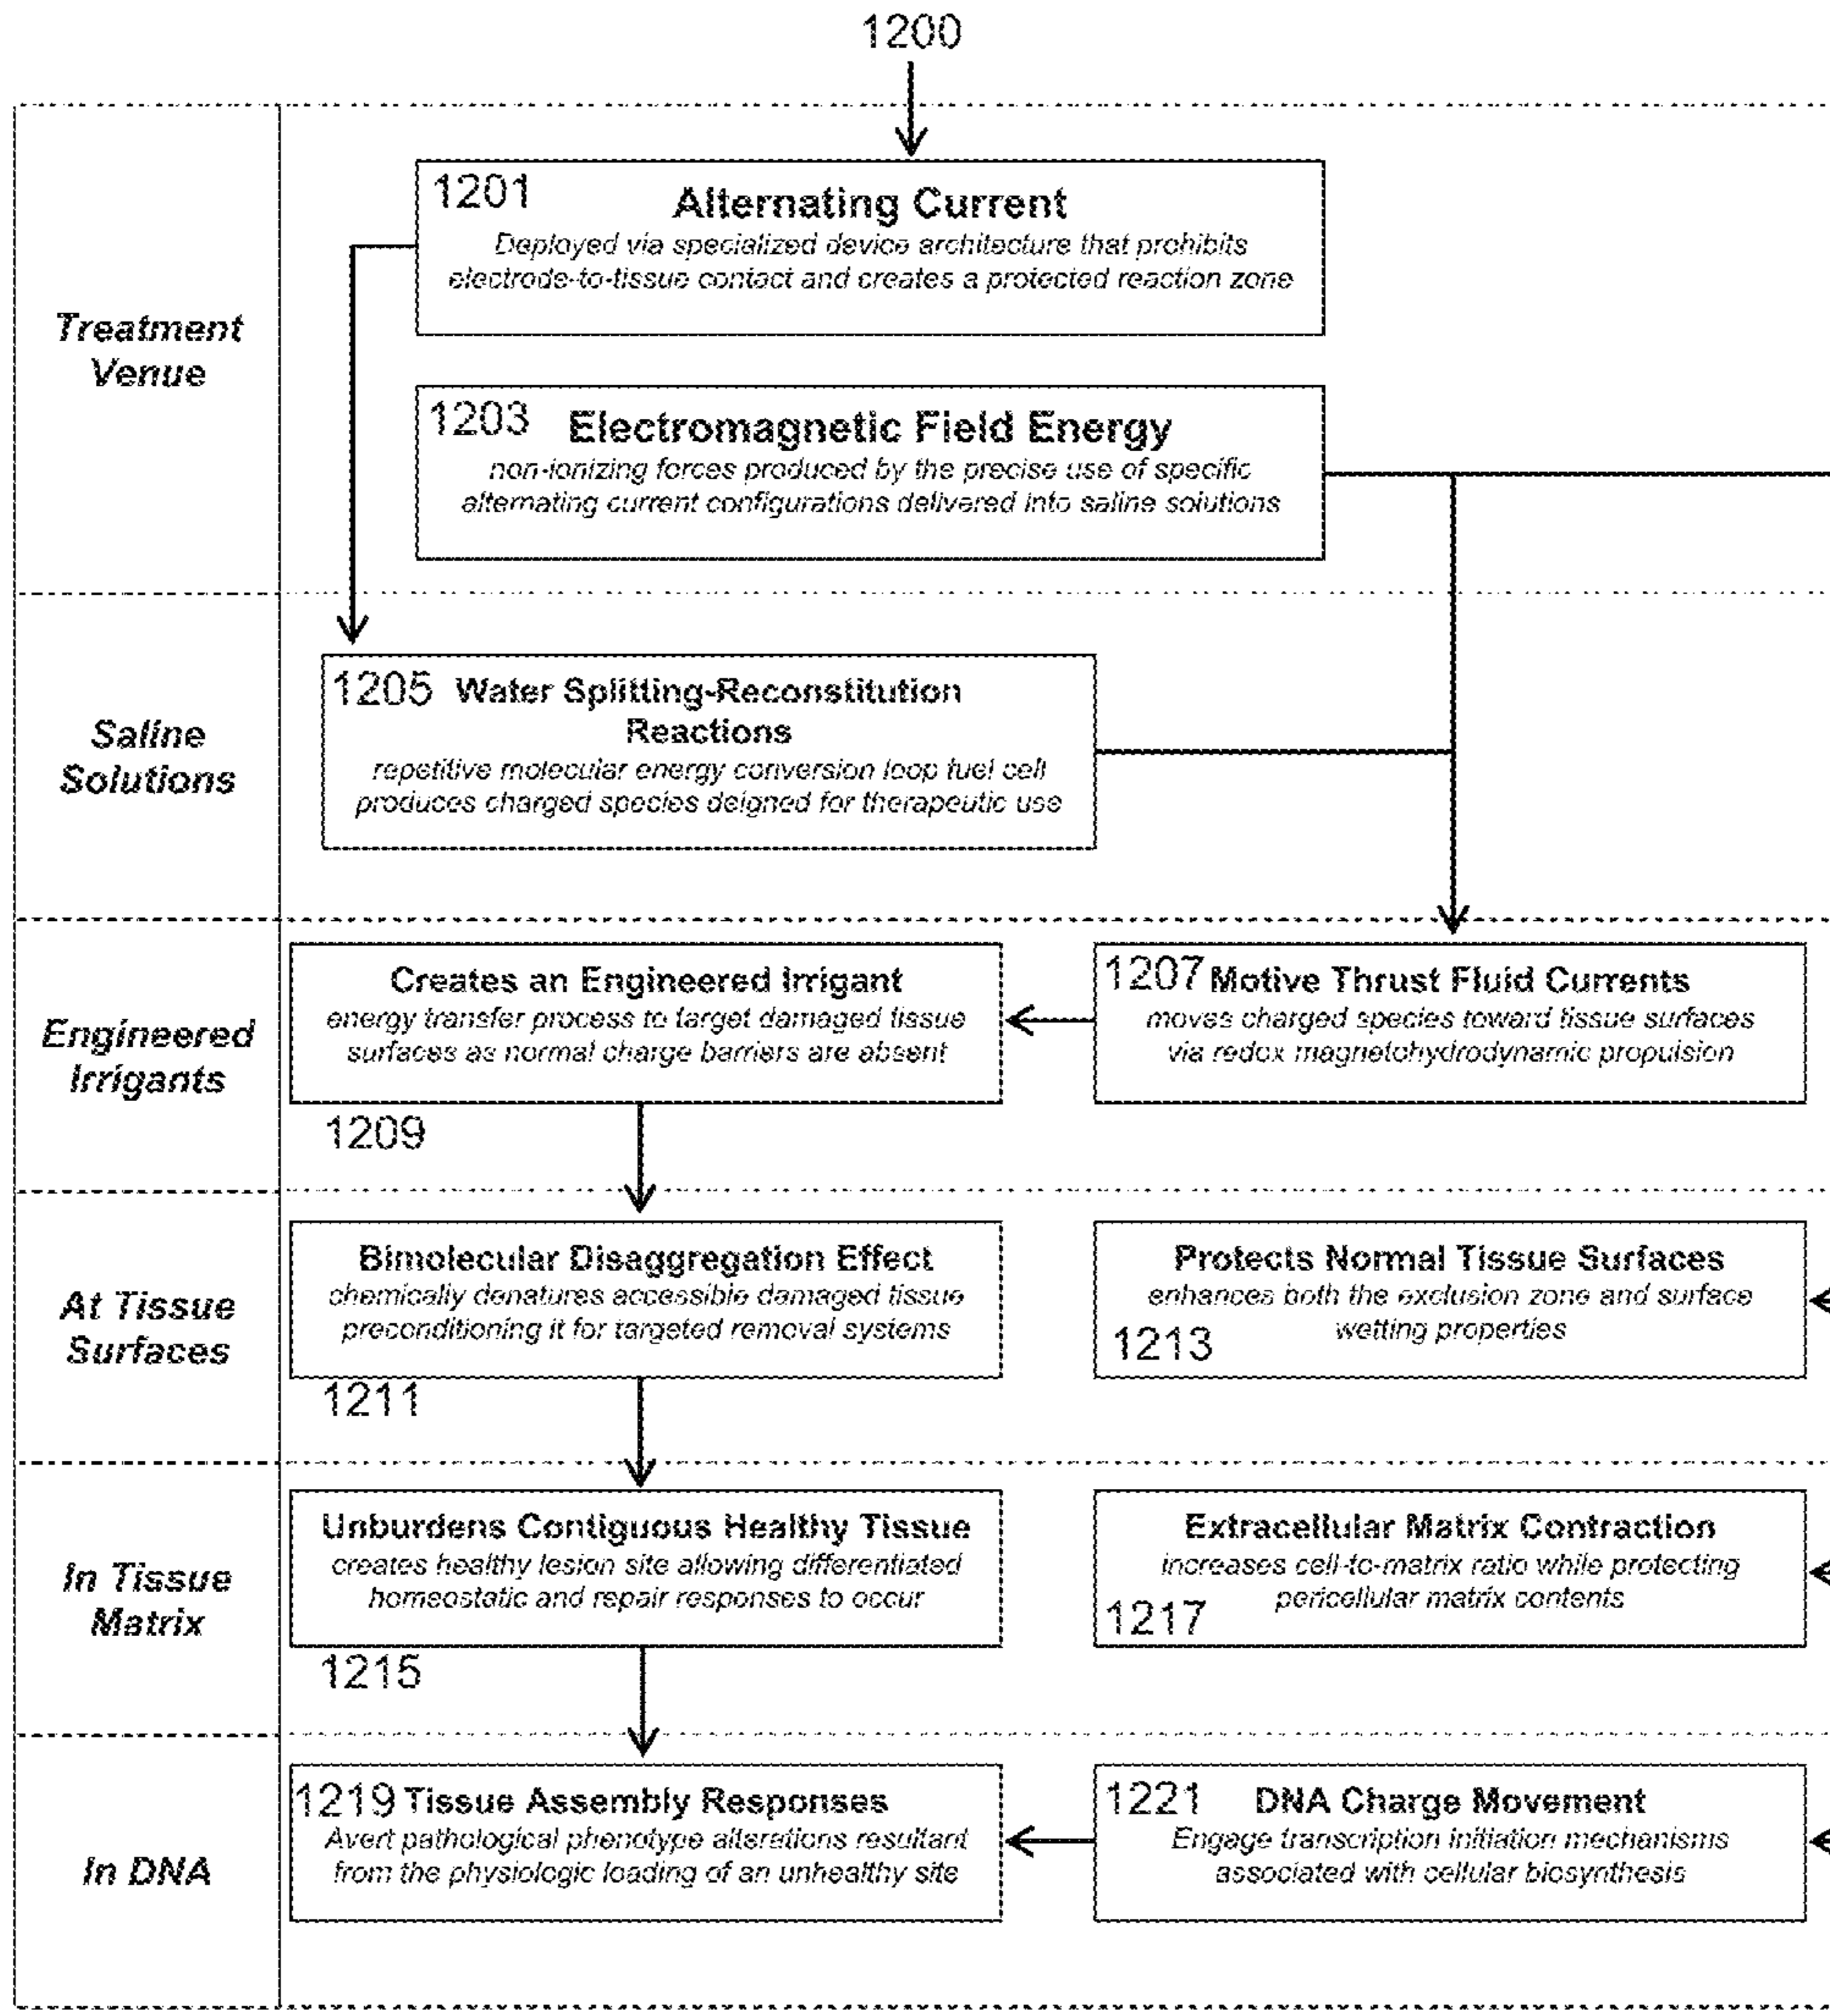 1200
Treatment
Venue
1201
Alternating Current
Deployed via specialized device architecture that prohibits
electrode-to-tissue contact and creates a protected reaction zone
1203
Electromagnetic Field Energy
non-ionizing forces produced by the precise use of specific
alternating current configurations delivered into saline solutions
Saline
Solutions
1205 Water Splitting-Reconstitution
Reactions
repetitive molecular energy conversion loop fuel cell
produces charged species deigned for therapeutic use
Engineered
Irrigants
Creates an Engineered Irrigant
energy transfer process to target damaged tissue
surfaces as normal charge barriers are absent
1209
1207 Motive Thrust Fluid Currents
moves charged species toward tissue surfaces
via redox magnetohydrodynamic propulsion
At Tissue
Surfaces
Bimolecular Disaggregation Effect
chemically denatures accessible damaged tissue
preconditioning it for targeted removal systems
1211
Protects Normal Tissue Surfaces
enhances both the exclusion zone and surface
wetting properties
1213
In Tissue
Matrix
Unburdens Contiguous Healthy Tissue
creates healthy lesion site allowing differentiated
homeostatic and repair responses to occur
1215
Extracellular Matrix Contraction
increases cell-to-matrix ratio while protecting
pericellular matrix contents
1217
In DNA
1219 Tissue Assembly Responses
Avert pathological phenotype alterations resultant
from the physiologic loading of an unhealthy site
1221 DNA Charge Movement
Engage transcription initiation mechanisms
associated with cellular biosynthesis